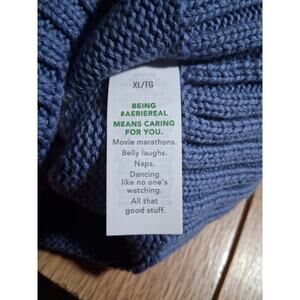 XL/TG
BEING
#AERIEREAL
MEANS CARING
FOR YOU.
Movie marathons.
Belly laughs.
Naps.
Dancing
like no one's
watching.
All that
good stuff.